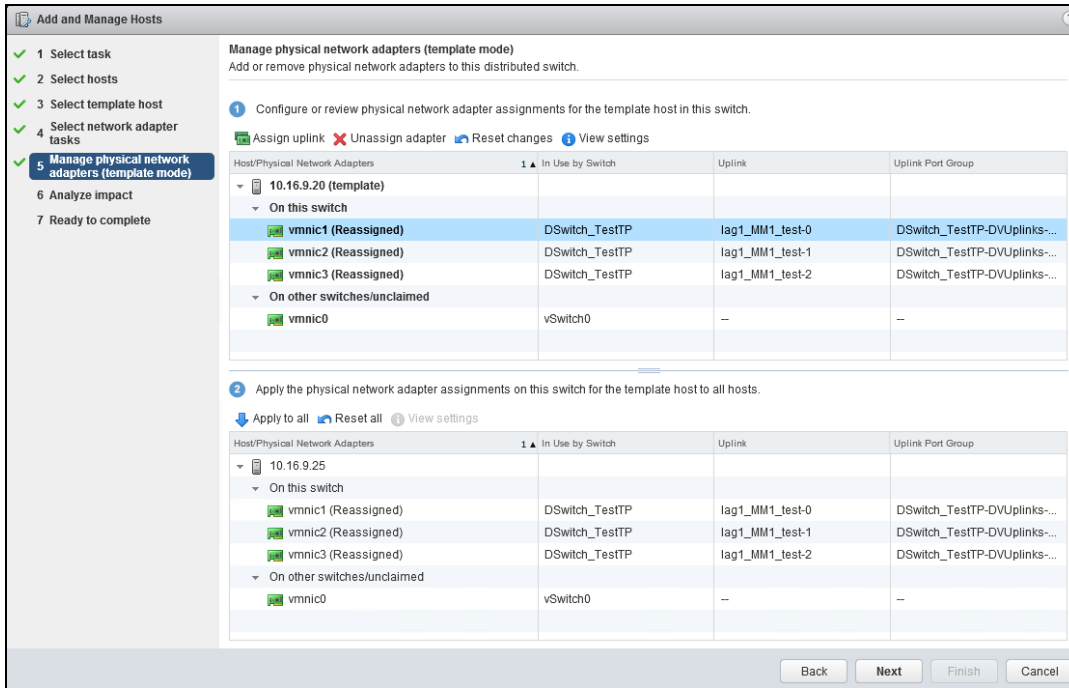 Add and Manage Hosts
1 Select task
2 Select hosts
3 Select template host
4 Select network adapter
tasks
5 Manage physical network
adapters (template mode)
6 Analyze impact
7 Ready to complete
Manage physical network adapters (template mode)
Add or remove physical network adapters to this distributed switch.
1 Configure or review physical network adapter assignments for the template host in this switch.
Assign uplink Unassign adapter Reset changes View settings
Host/Physical Network Adapters 1 ▲ In Use by Switch Uplink Uplink Port Group
10.16.9.20 (template)
On this switch
vmnic1 (Reassigned) DSwitch_TestTP lag1_MM1_test-0 DSwitch_TestTP-DVUplinks-...
vmnic2 (Reassigned) DSwitch_TestTP lag1_MM1_test-1 DSwitch_TestTP-DVUplinks-...
vmnic3 (Reassigned) DSwitch_TestTP lag1_MM1_test-2 DSwitch_TestTP-DVUplinks-...
On other switches/unclaimed
vmnic0 vSwitch0 -- --
2 Apply the physical network adapter assignments on this switch for the template host to all hosts.
Apply to all Reset all View settings
Host/Physical Network Adapters 1 ▲ In Use by Switch Uplink Uplink Port Group
10.16.9.25
On this switch
vmnic1 (Reassigned) DSwitch_TestTP lag1_MM1_test-0 DSwitch_TestTP-DVUplinks-...
vmnic2 (Reassigned) DSwitch_TestTP lag1_MM1_test-1 DSwitch_TestTP-DVUplinks-...
vmnic3 (Reassigned) DSwitch_TestTP lag1_MM1_test-2 DSwitch_TestTP-DVUplinks-...
On other switches/unclaimed
vmnic0 vSwitch0 -- --
Back Next Finish Cancel